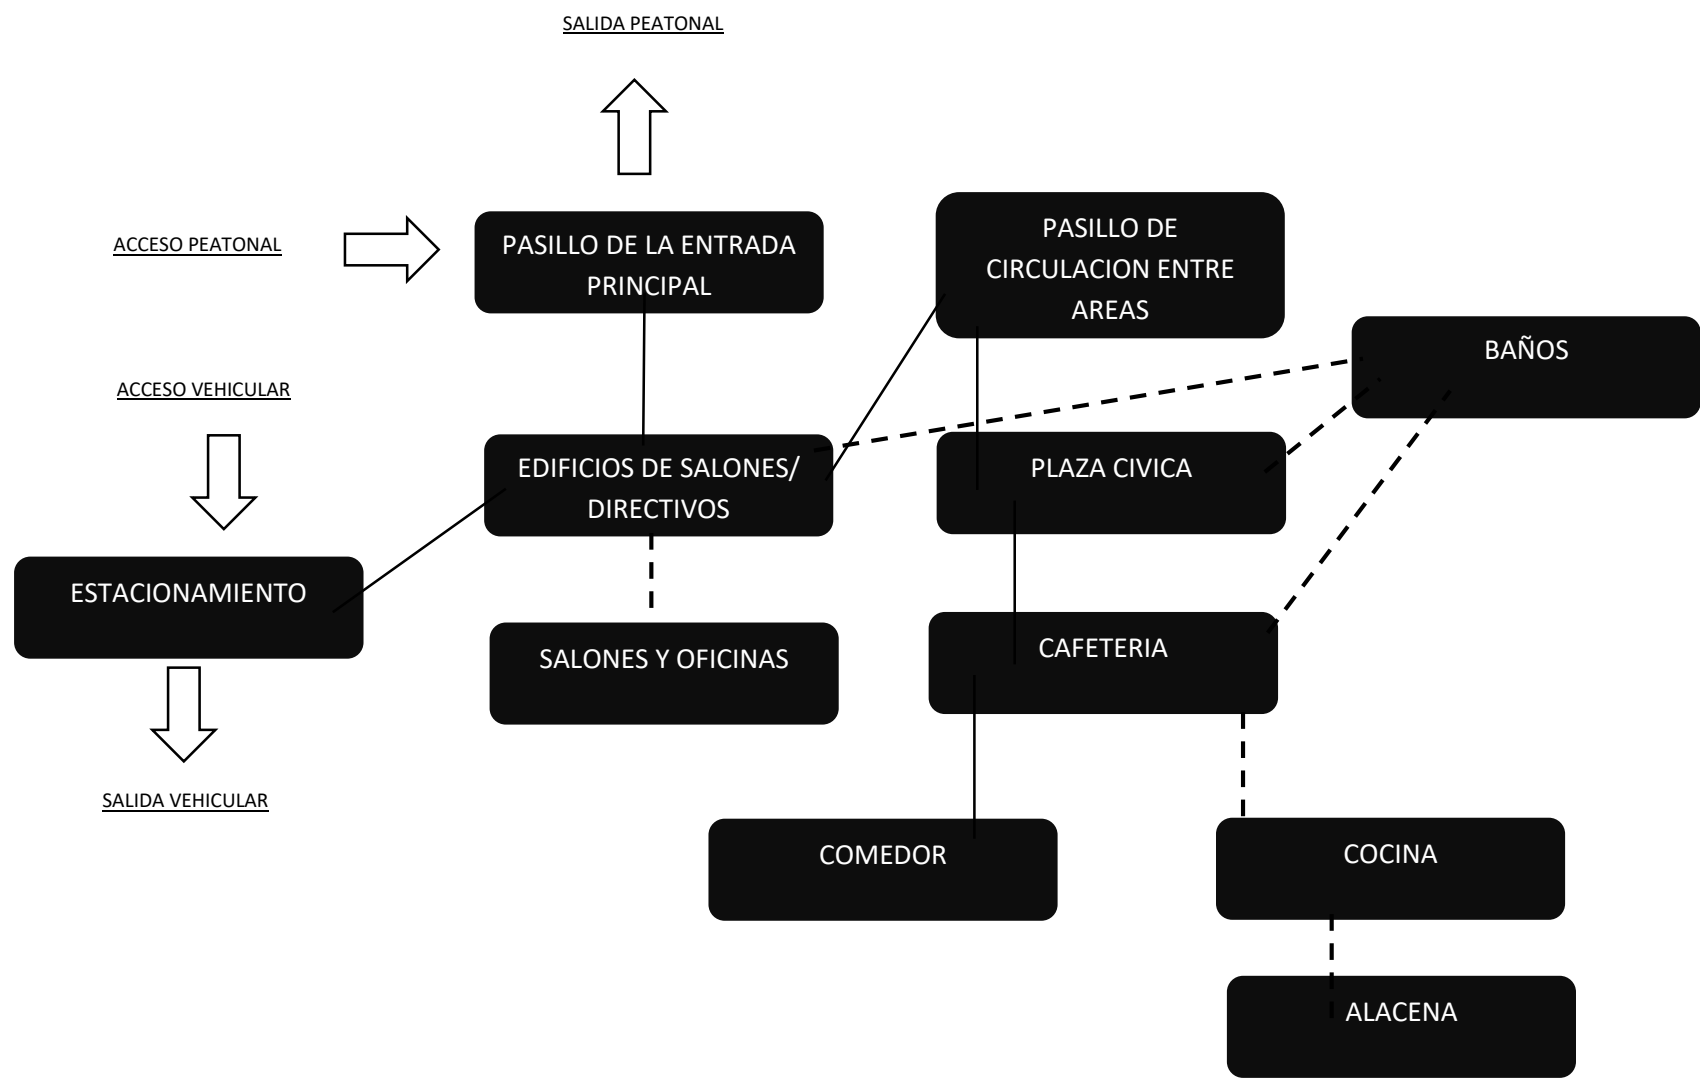 SALIDA PEATONAL
ACCESO PEATONAL
PASILLO DE LA ENTRADA
PRINCIPAL
PASILLO DE
CIRCULACION ENTRE
AREAS
BAÑOS
ACCESO VEHICULAR
EDIFICIOS DE SALONES/
DIRECTIVOS
PLAZA CIVICA
ESTACIONAMIENTO
SALONES Y OFICINAS
CAFETERIA
SALIDA VEHICULAR
COMEDOR
COCINA
ALACENA